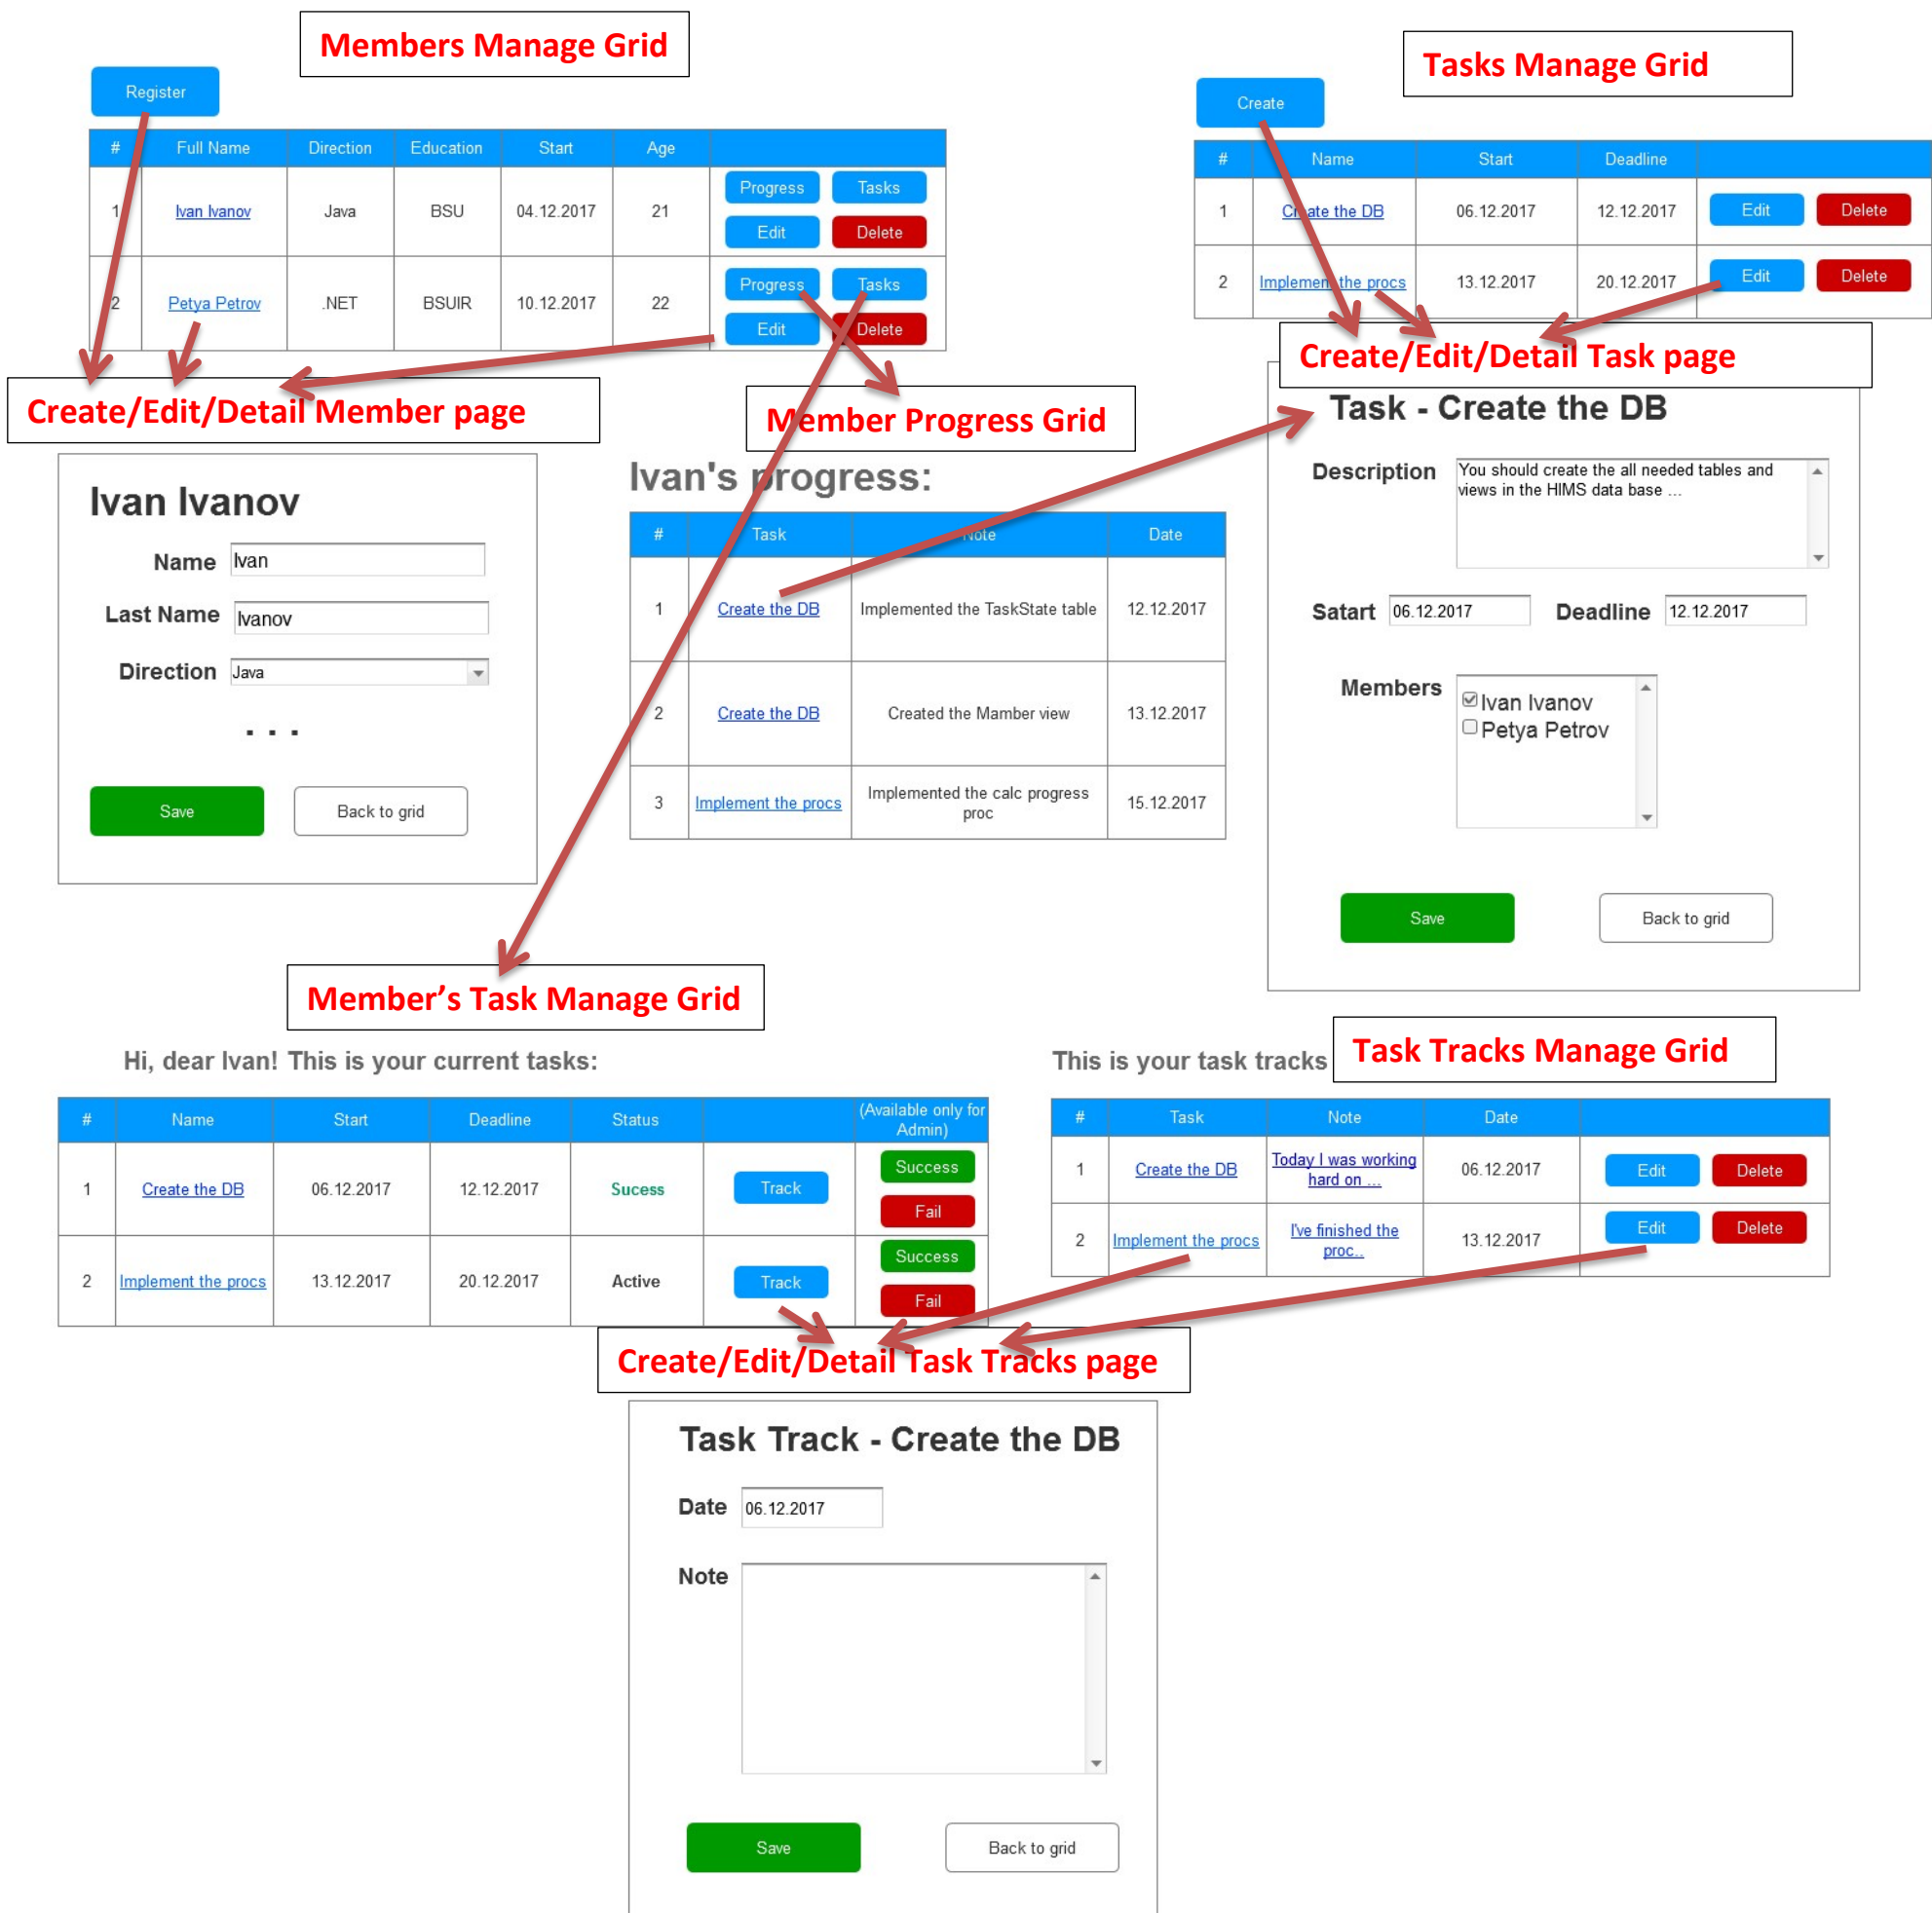 Members Manage Grid
Register
# Full Name Direction Education Start Age
1 Ivan Ivanov Java BSU 04.12.2017 21 Progress Tasks
Edit Delete
2 Petya Petrov .NET BSUIR 10.12.2017 22 Progress Tasks
Edit Delete
Tasks Manage Grid
Create
# Name Start Deadline
1 Create the DB 06.12.2017 12.12.2017 Edit Delete
2 Implement the procs 13.12.2017 20.12.2017 Edit Delete
Create/Edit/Detail Member page
Ivan Ivanov
Name Ivan
Last Name Ivanov
Direction Java
. . .
Save Back to grid
Member Progress Grid
Ivan's progress:
# Task Note Date
1 Create the DB Implemented the TaskState table 12.12.2017
2 Create the DB Created the Mamber view 13.12.2017
3 Implement the procs Implemented the calc progress
proc 15.12.2017
Create/Edit/Detail Task page
Task - Create the DB
Description You should create the all needed tables and
views in the HIMS data base ...
Satart 06.12.2017 Deadline 12.12.2017
Members Ivan Ivanov
Petya Petrov
Save Back to grid
Member’s Task Manage Grid
Hi, dear Ivan! This is your current tasks:
# Name Start Deadline Status (Available only for
Admin)
1 Create the DB 06.12.2017 12.12.2017 Sucess Track Success
Fail
2 Implement the procs 13.12.2017 20.12.2017 Active Track Success
Fail
Task Tracks Manage Grid
This is your task tracks
# Task Note Date
1 Create the DB Today I was working
hard on ... 06.12.2017 Edit Delete
2 Implement the procs I've finished the
proc.. 13.12.2017 Edit Delete
Create/Edit/Detail Task Tracks page
Task Track - Create the DB
Date 06.12.2017
Note
Save Back to grid